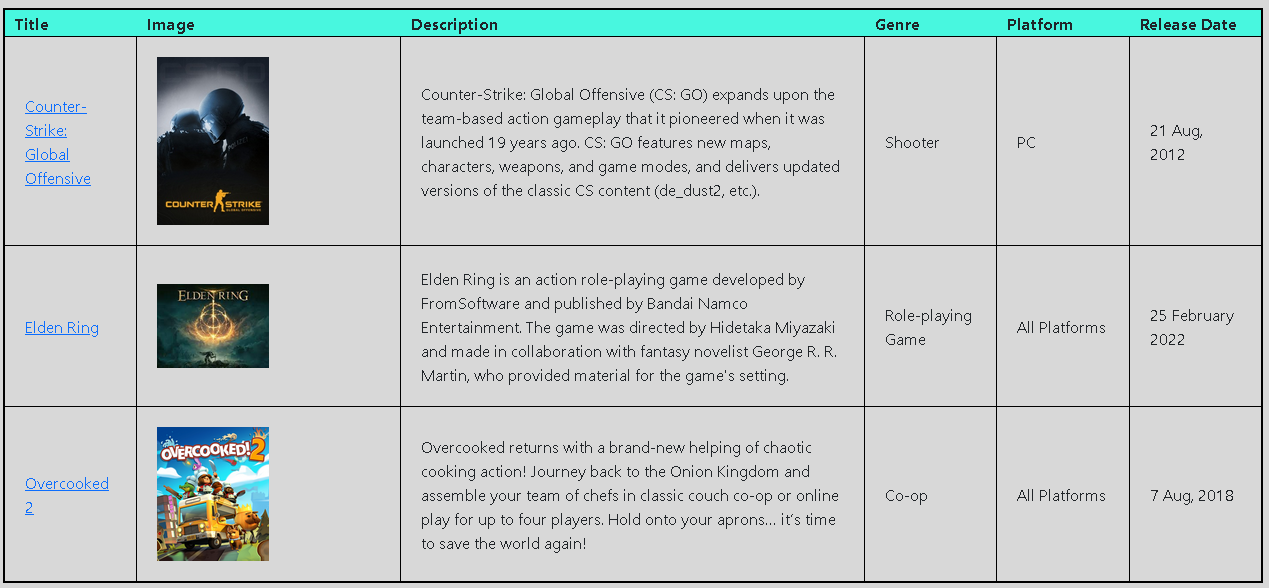 Title Image Description Genre Platform Release Date
Counter-
Strike:
Global
Offensive
COUNTER STRIKE
GLOBAL OFFENSIVE
Counter-Strike: Global Offensive (CS: GO) expands upon the
team-based action gameplay that it pioneered when it was
launched 19 years ago. CS: GO features new maps,
characters, weapons, and game modes, and delivers updated
versions of the classic CS content (de_dust2, etc.).
Shooter
PC
21 Aug,
2012
Elden Ring
ELDEN RING
Elden Ring is an action role-playing game developed by
FromSoftware and published by Bandai Namco
Entertainment. The game was directed by Hidetaka Miyazaki
and made in collaboration with fantasy novelist George R. R.
Martin, who provided material for the game's setting.
Role-playing
Game
All Platforms
25 February
2022
Overcooked
2
OVERCOOKED! 2
Overcooked returns with a brand-new helping of chaotic
cooking action! Journey back to the Onion Kingdom and
assemble your team of chefs in classic couch co-op or online
play for up to four players. Hold onto your aprons… it's time
to save the world again!
Co-op
All Platforms
7 Aug, 2018